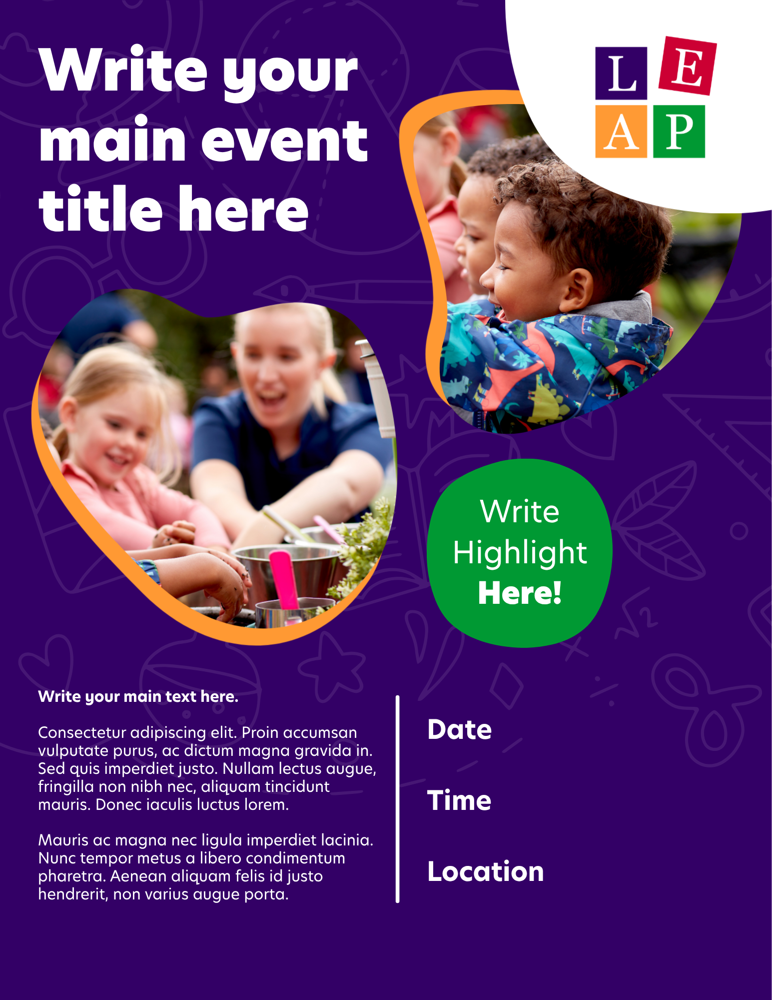 Write your
main event
title here
L E
A P
Write
Highlight
Here!
Write your main text here.
Consectetur adipiscing elit. Proin accumsan
vulputate purus, ac dictum magna gravida in.
Sed quis imperdiet justo. Nullam lectus augue,
fringilla non nibh nec, aliquam tincidunt
mauris. Donec iaculis luctus lorem.
Mauris ac magna nec ligula imperdiet lacinia.
Nunc tempor metus a libero condimentum
pharetra. Aenean aliquam felis id justo
hendrerit, non varius augue porta.
Date
Time
Location
√2